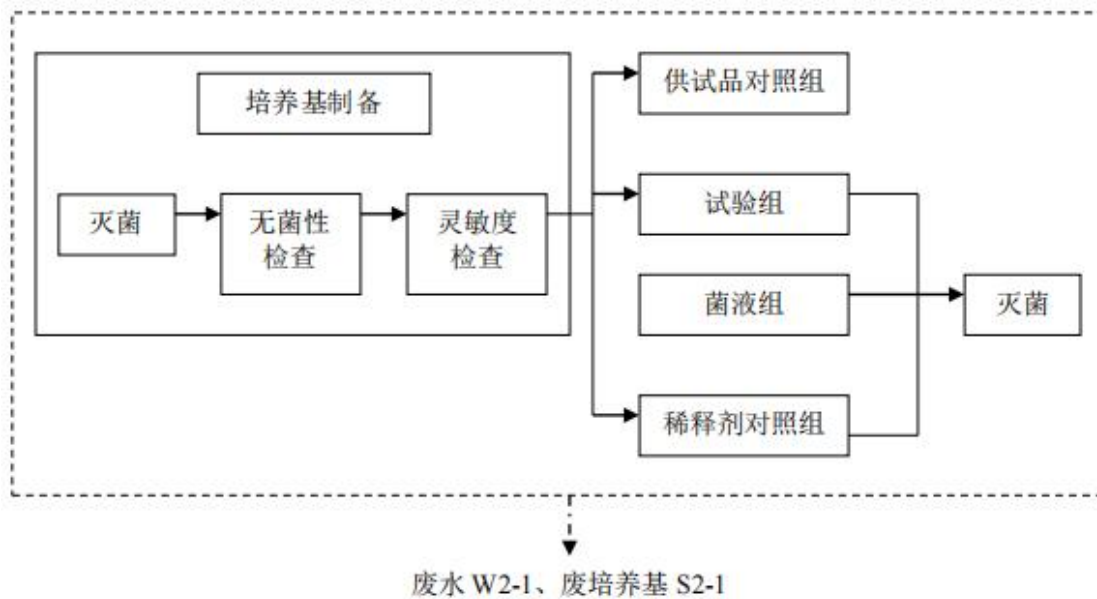 培养基制备
灭菌
无菌性
检查
灵敏度
检查
供试品对照组
试验组
菌液组
稀释剂对照组
灭菌
废水 W2-1、废培养基 S2-1